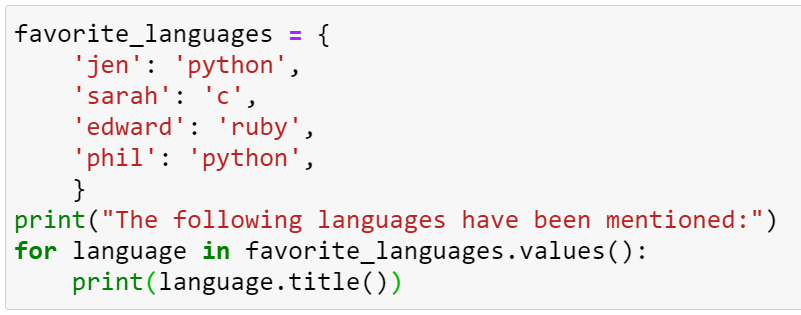 favorite_languages = {
    'jen': 'python',
    'sarah': 'c',
    'edward': 'ruby',
    'phil': 'python',
    }
print("The following languages have been mentioned:")
for language in favorite_languages.values():
    print(language.title())